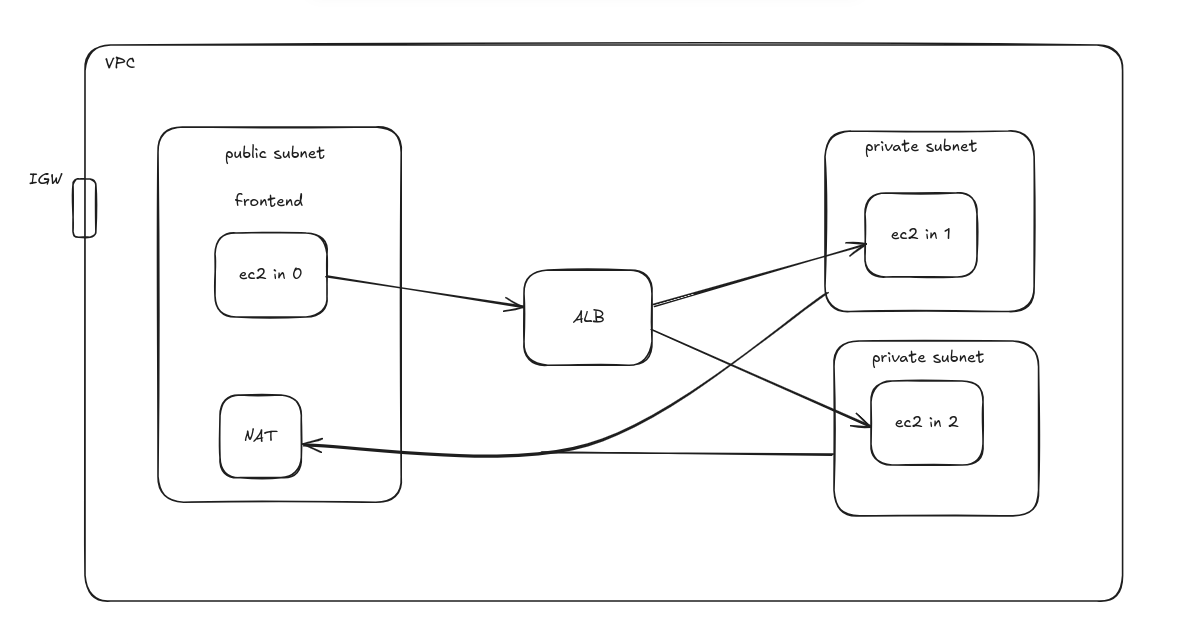 VPC
IGW
public subnet
frontend
ec2 in 0
NAT
ALB
private subnet
ec2 in 1
private subnet
ec2 in 2